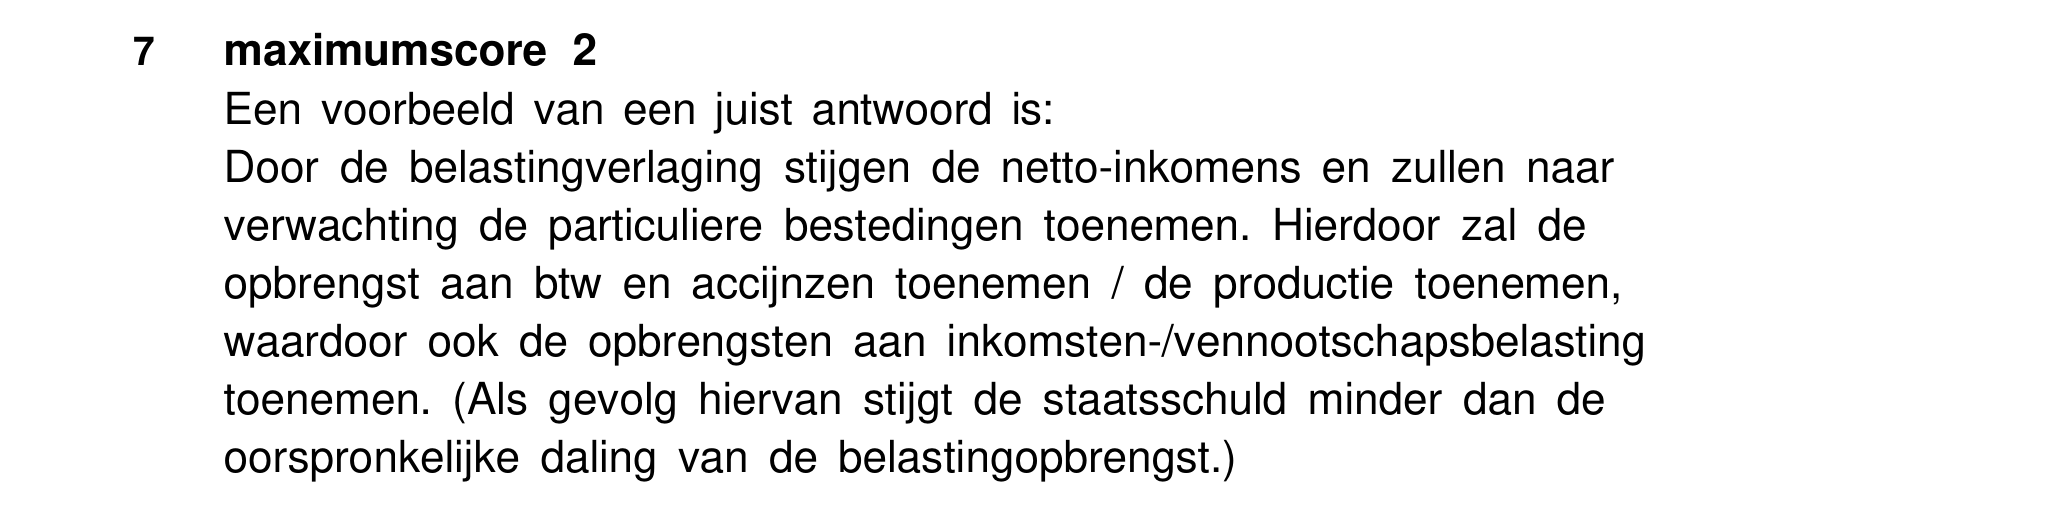 7 maximumscore 2
Een voorbeeld van een juist antwoord is:
Door de belastingverlaging stijgen de netto-inkomens en zullen naar
verwachting de particuliere bestedingen toenemen. Hierdoor zal de
opbrengst aan btw en accijnzen toenemen / de productie toenemen,
waardoor ook de opbrengsten aan inkomsten-/vennootschapsbelasting
toenemen. (Als gevolg hiervan stijgt de staatsschuld minder dan de
oorspronkelijke daling van de belastingopbrengst.)